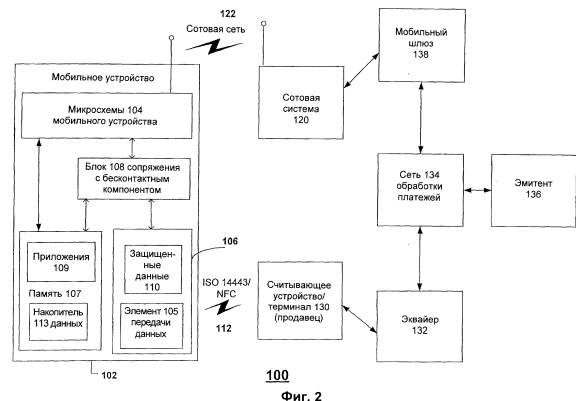 122
Сотовая сеть
Мобильное устройство
Микросхемы 104
мобильного устройства
Блок 108 сопряжения
с бесконтактным
компонентом
Приложения
109
Память 107
Накопитель
113 данных
Защищен-
ные
данные
110
Элемент 105
передачи
данных
106
102
ISO 14443/
NFC
112
Сотовая
система
120
Мобильный
шлюз
138
Сеть 134
обработки
платежей
Эмитент
136
Считывающее
устройство/
терминал 130
(продавец)
Эквайер
132
100
Фиг. 2